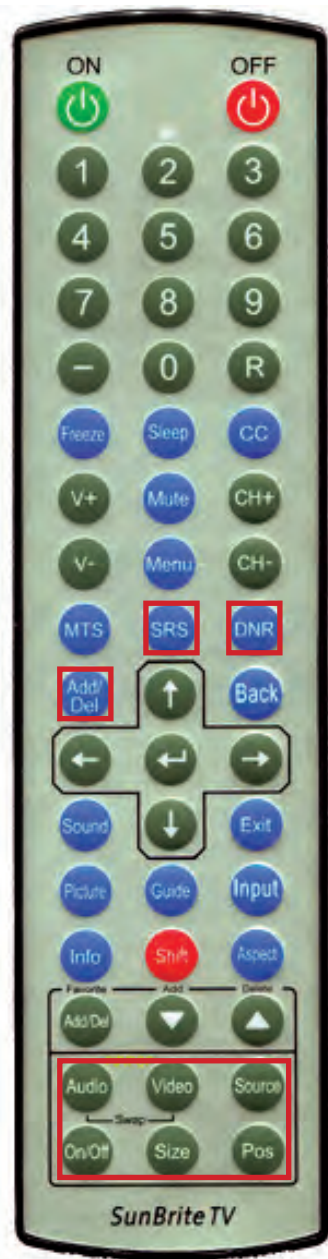 ON OFF
1 2 3
4 5 6
7 8 9
- 0 R
Freeze Sleep CC
V+ Mute CH+
V- Menu CH-
MTS SRS DNR
Add/
Del Back
Sound Exit
Picture Guide Input
Info Shift Aspect
Favorite Add Delete
Add/Del
Audio Video Source
Swap
On/Off Size Pos
SunBrite TV